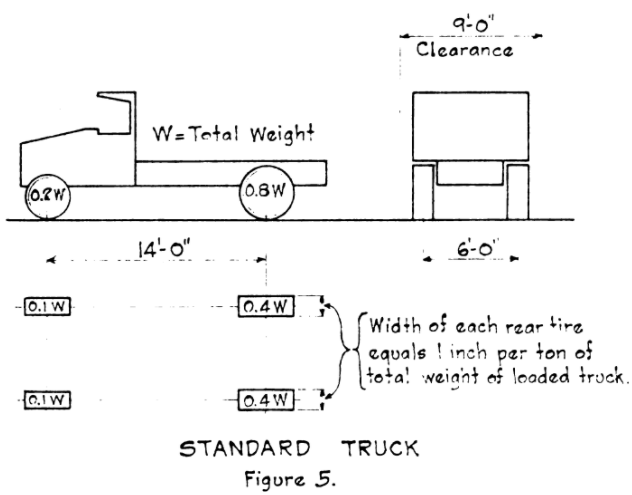 9'-0"
Clearance
W = Total Weight
0.2W
0.8W
14'-0"
6'-0"
0.1W
0.4W
Width of each rear tire
equals 1 inch per ton of
total weight of loaded truck.
0.1W
0.4W
STANDARD TRUCK
Figure 5.